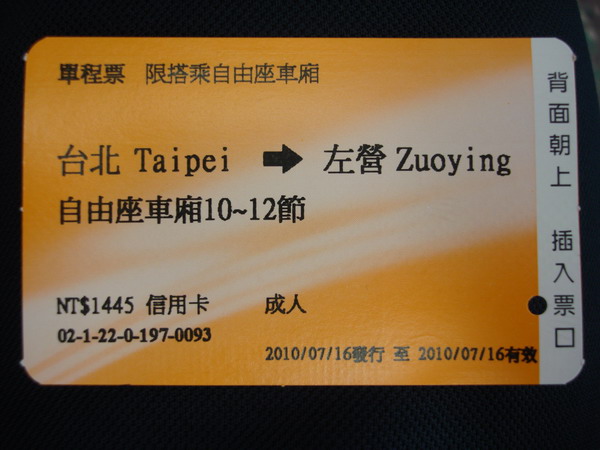 單程票 限搭乘自由座車廂
台北 Taipei → 左營 Zuoying
自由座車廂10~12節
NT$1445 信用卡 成人
02-1-22-0-197-0093
2010/07/16發行 至 2010/07/16有效
背面朝上 插入票口